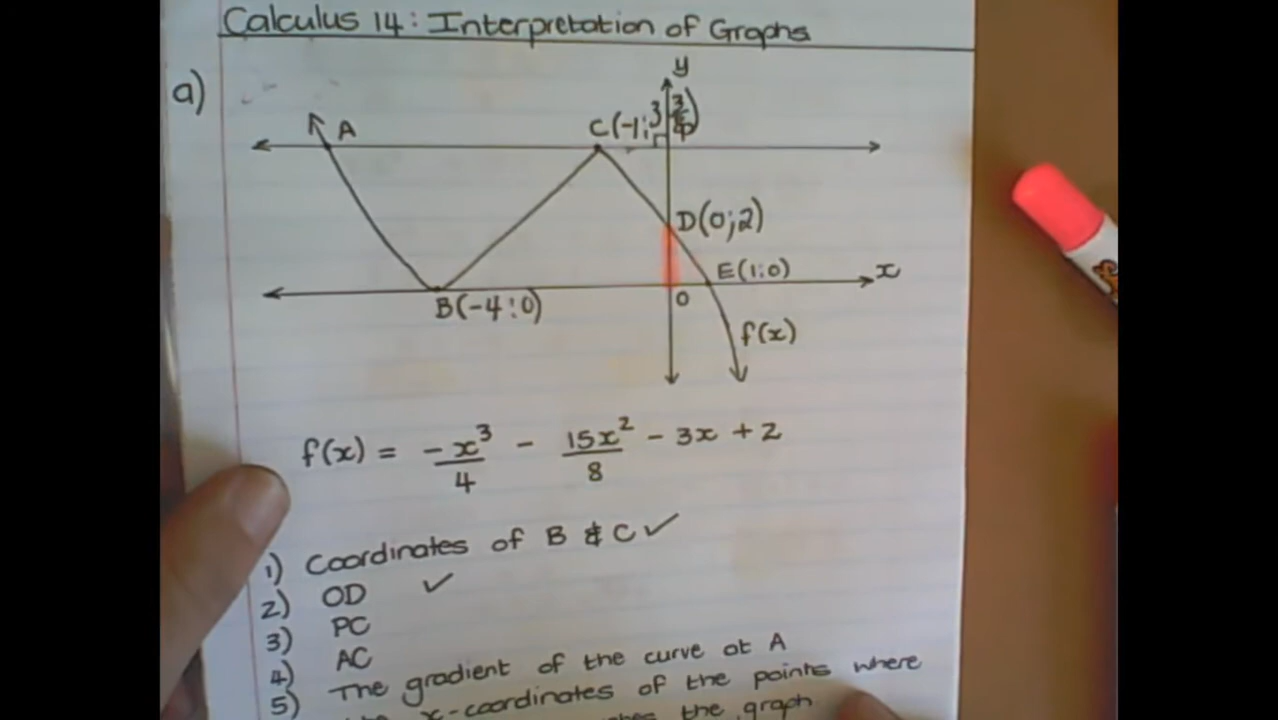 Calculus 14: Interpretation of Graphs
a)
y
A
C(-1; 3 3/8)
D(0;2)
E(1;0)
x
B(-4;0)
0
f(x)
f(x) = -x³/4 - 15x²/8 - 3x + 2
1) Coordinates of B & C ✓
2) OD ✓
3) PC
4) AC
5) The gradient of the curve at A
x-coordinates of the points where
the graph